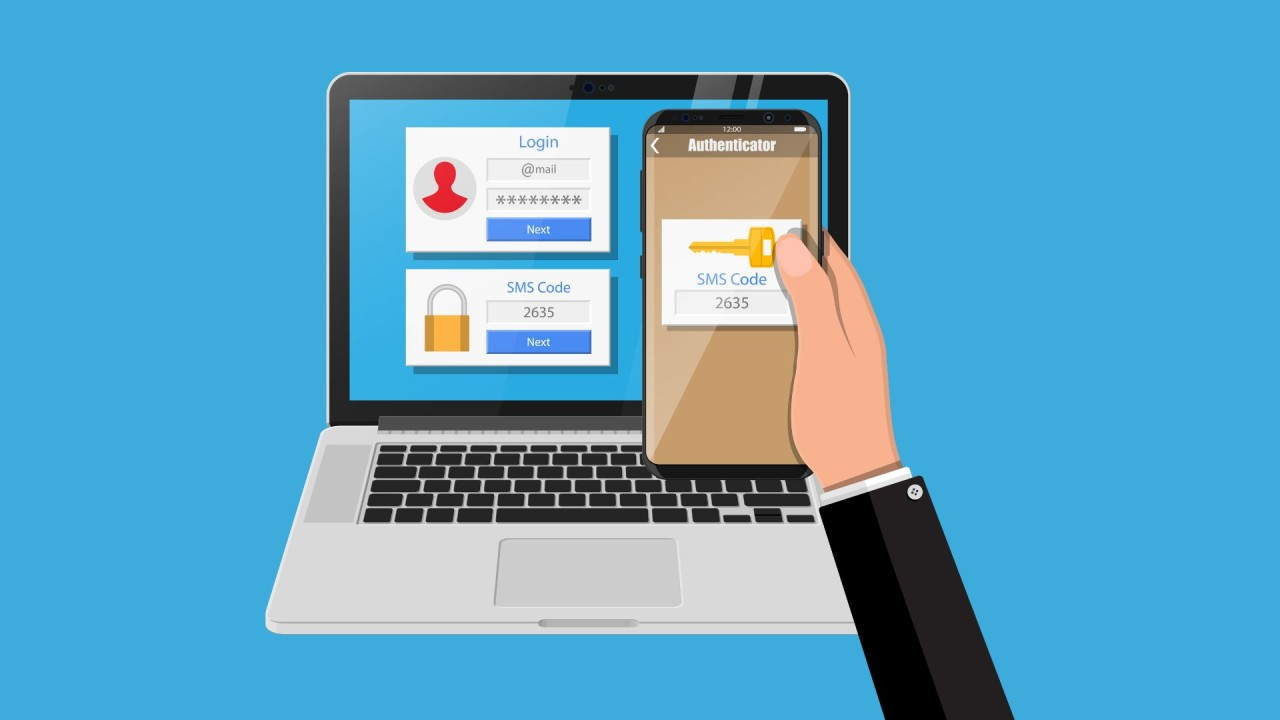 Login
@mail
********
Next
SMS Code
2635
Next
12:00
Authenticator
SMS Code
2635